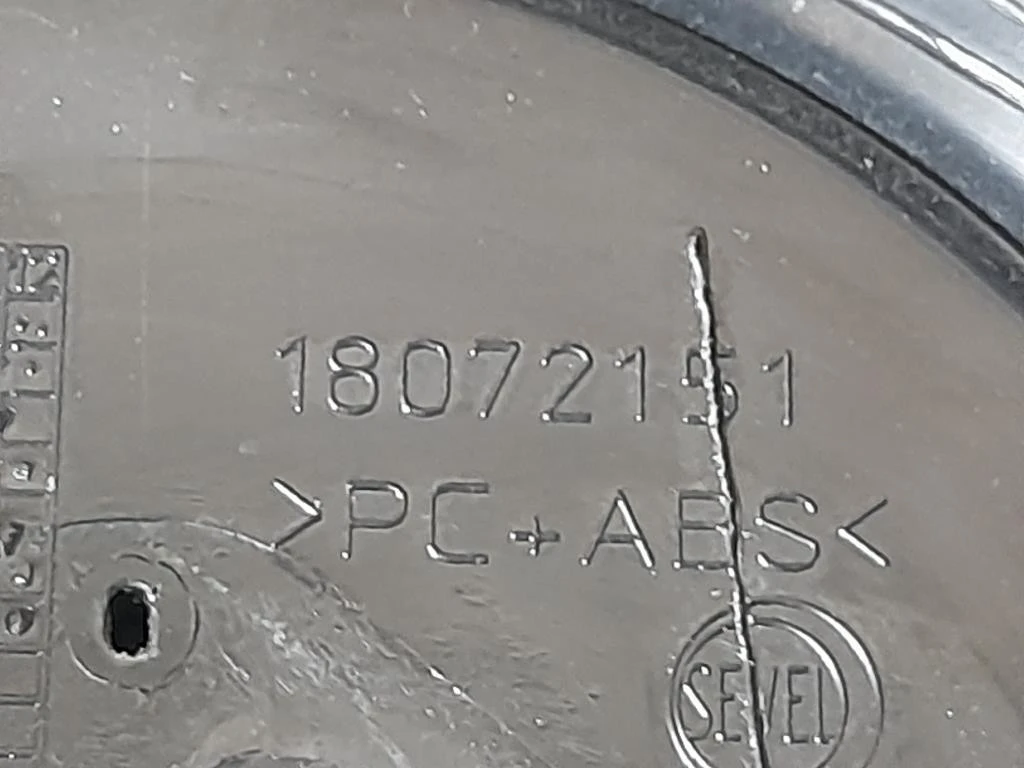 18072151
>PC+ABS<
SEVEL